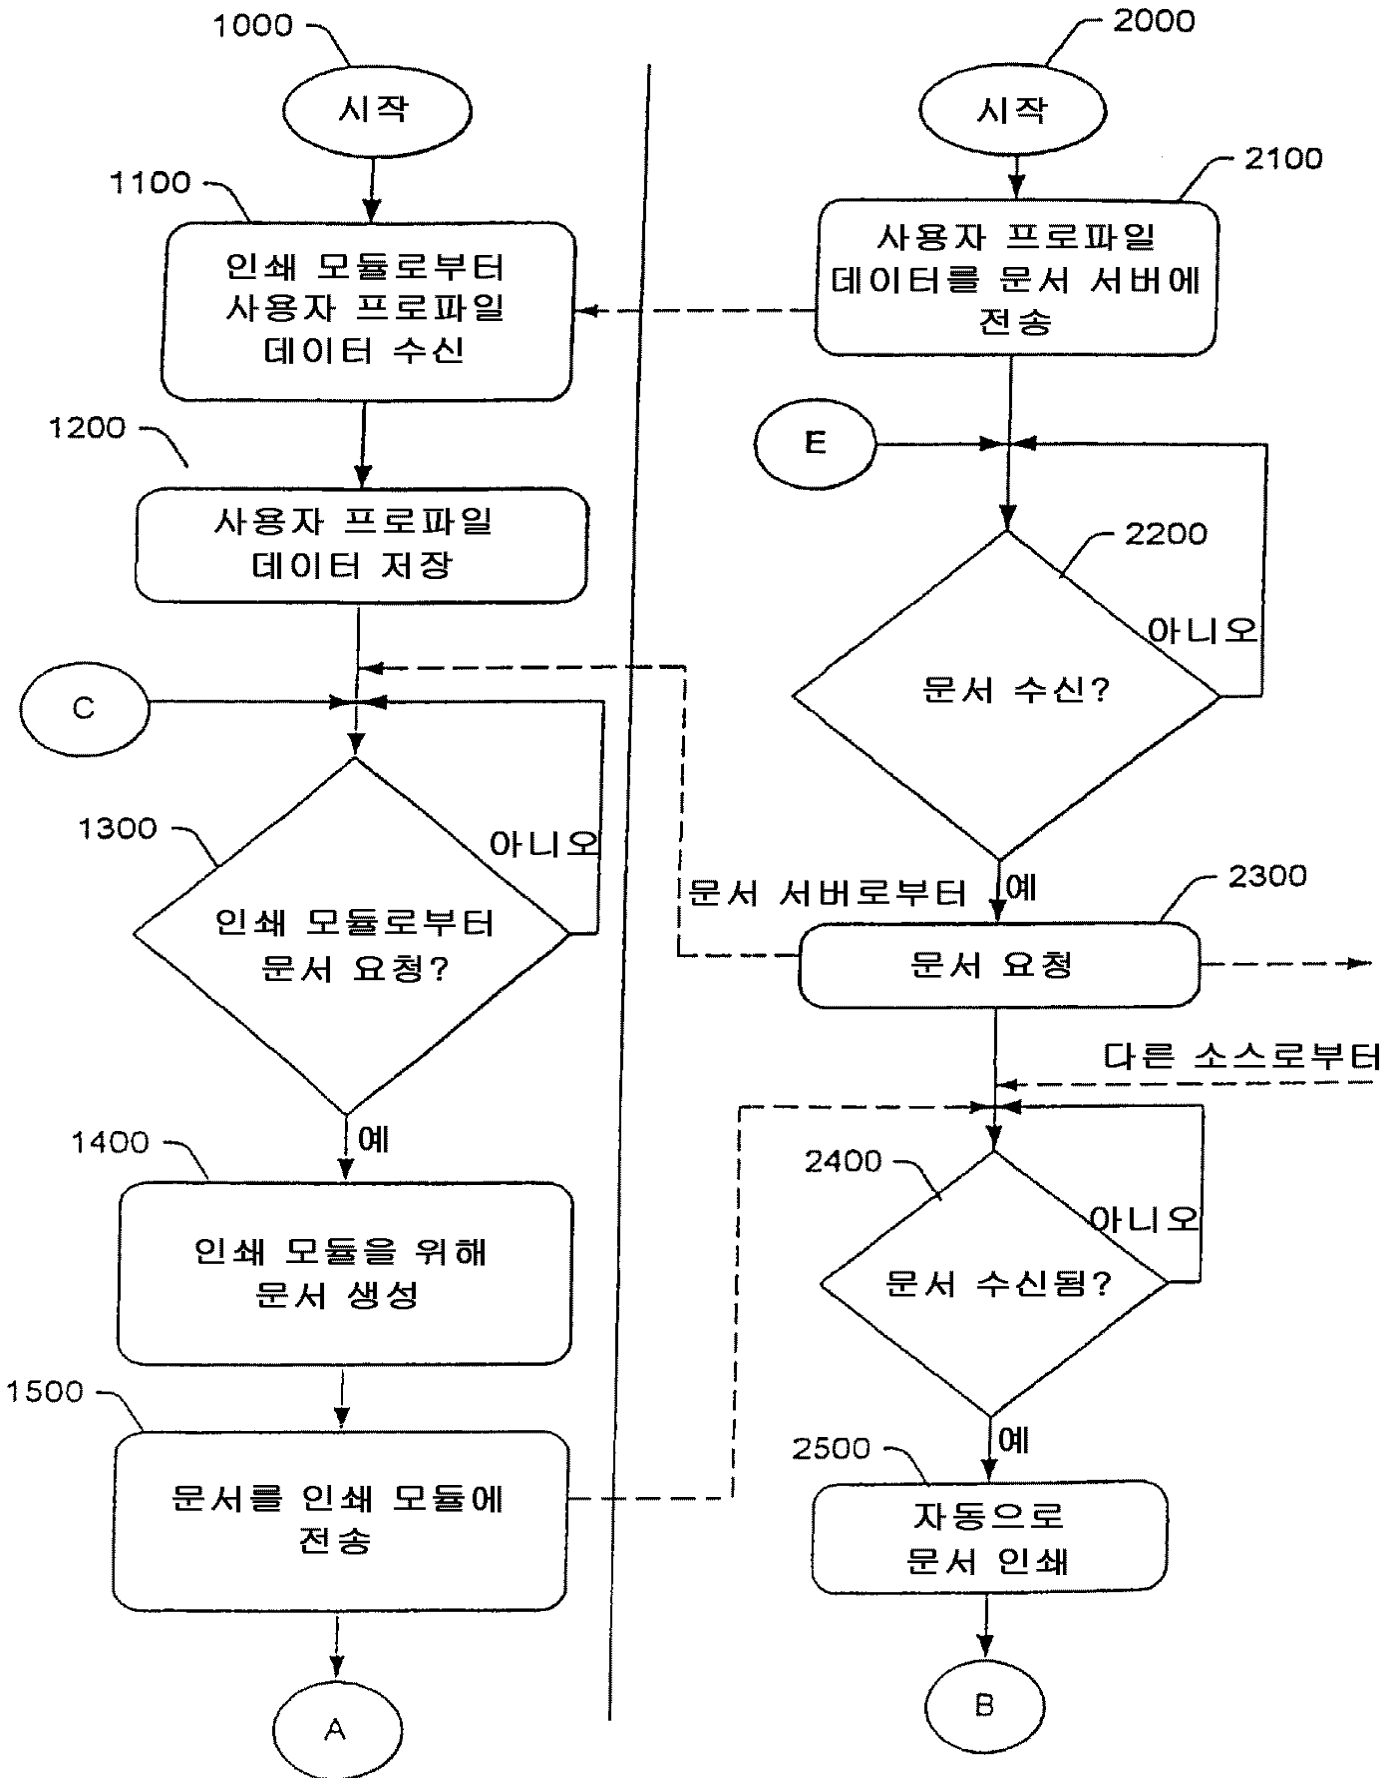 1000
시작
1100
인쇄 모듈로부터
사용자 프로파일
데이터 수신
1200
사용자 프로파일
데이터 저장
C
1300
아니오
인쇄 모듈로부터
문서 요청?
예
1400
인쇄 모듈을 위해
문서 생성
1500
문서를 인쇄 모듈에
전송
A
2000
시작
2100
사용자 프로파일
데이터를 문서 서버에
전송
E
2200
아니오
문서 수신?
예
문서 서버로부터
2300
문서 요청
다른 소스로부터
2400
아니오
문서 수신됨?
예
2500
자동으로
문서 인쇄
B